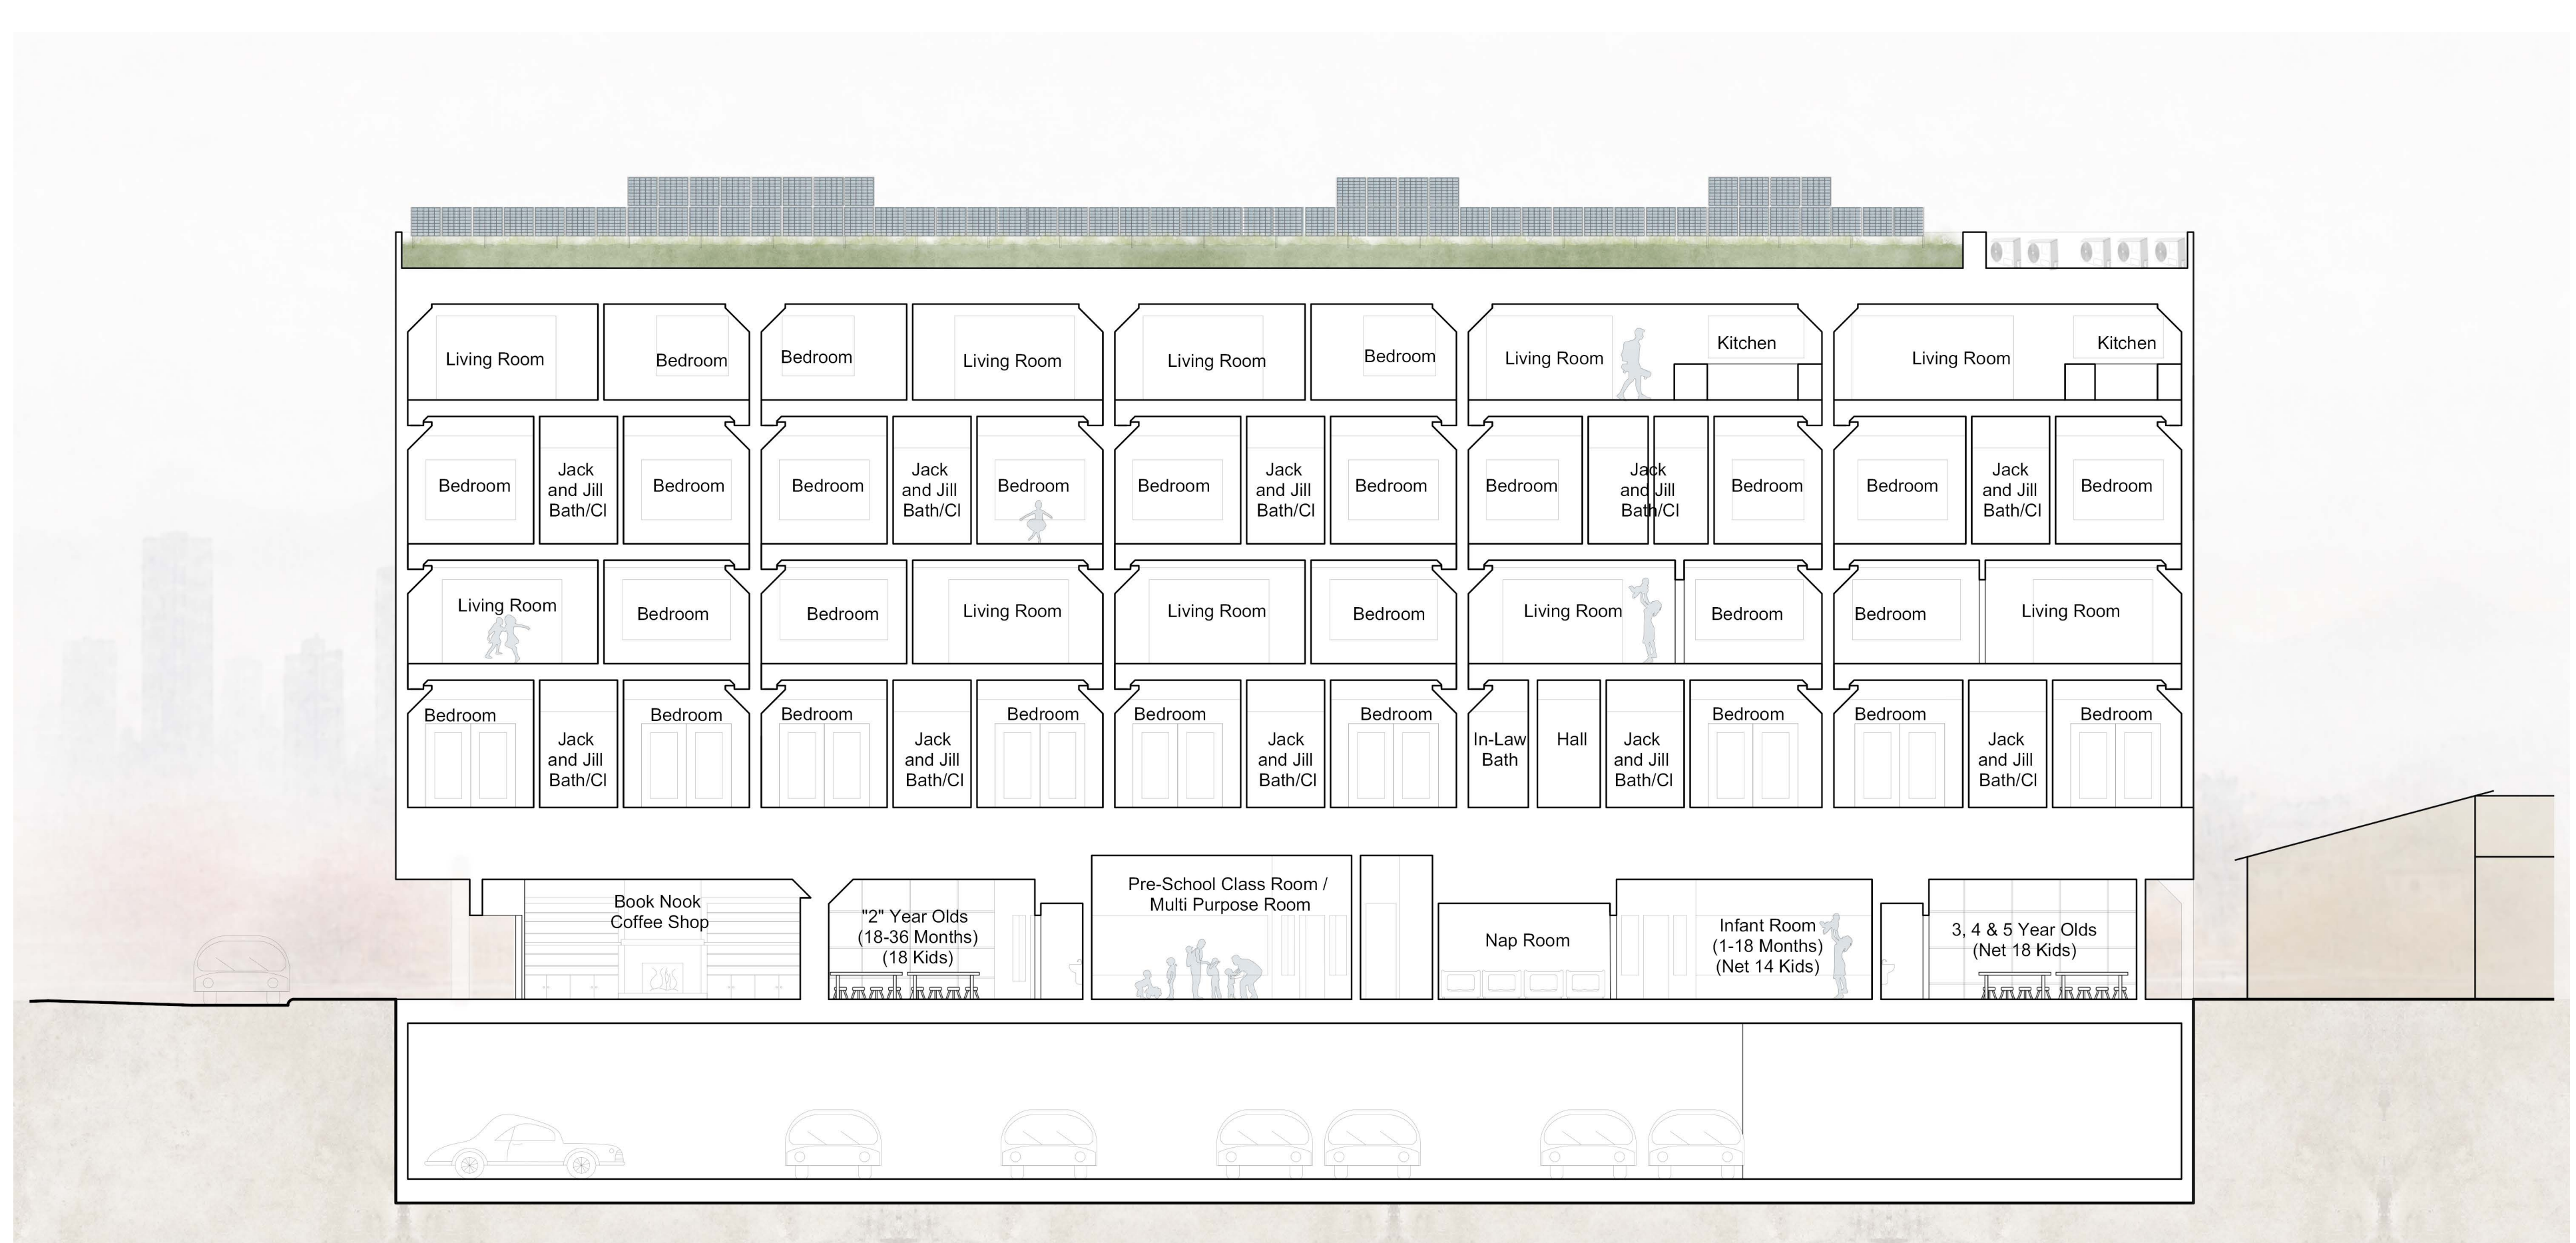 Living Room
Bedroom
Bedroom
Living Room
Living Room
Bedroom
Living Room
Kitchen
Living Room
Kitchen
Bedroom
Jack
and Jill
Bath/Cl
Bedroom
Bedroom
Jack
and Jill
Bath/Cl
Bedroom
Bedroom
Jack
and Jill
Bath/Cl
Bedroom
Bedroom
Jack
and Jill
Bath/Cl
Bedroom
Bedroom
Jack
and Jill
Bath/Cl
Bedroom
Living Room
Bedroom
Bedroom
Living Room
Living Room
Bedroom
Living Room
Bedroom
Bedroom
Living Room
Bedroom
Jack
and Jill
Bath/Cl
Bedroom
Bedroom
Jack
and Jill
Bath/Cl
Bedroom
Bedroom
Jack
and Jill
Bath/Cl
Bedroom
In-Law
Bath
Hall
Jack
and Jill
Bath/Cl
Bedroom
Bedroom
Jack
and Jill
Bath/Cl
Bedroom
Book Nook
Coffee Shop
"2" Year Olds
(18-36 Months)
(18 Kids)
Pre-School Class Room /
Multi Purpose Room
Nap Room
Infant Room
(1-18 Months)
(Net 14 Kids)
3, 4 & 5 Year Olds
(Net 18 Kids)